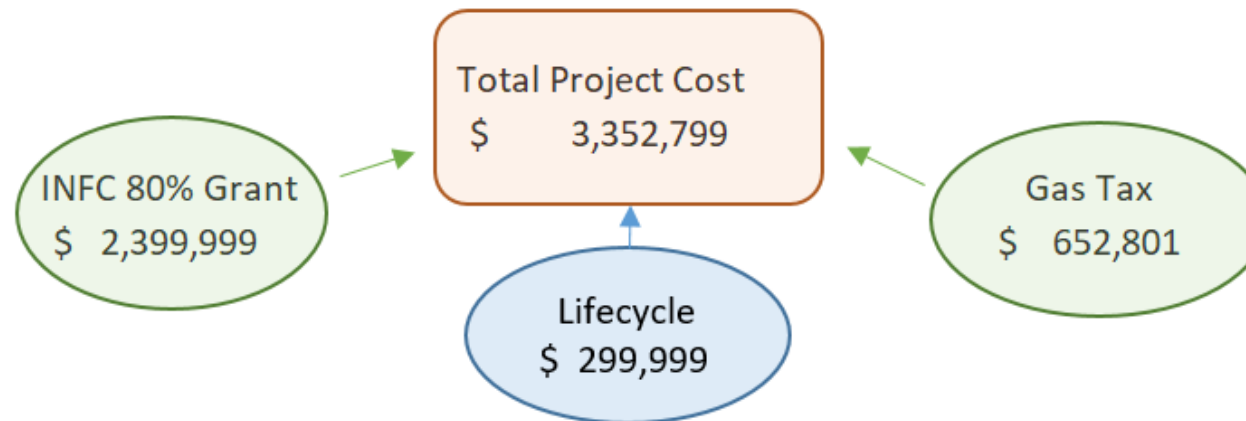 Total Project Cost
$ 3,352,799
INFC 80% Grant
$ 2,399,999
Gas Tax
$ 652,801
Lifecycle
$ 299,999